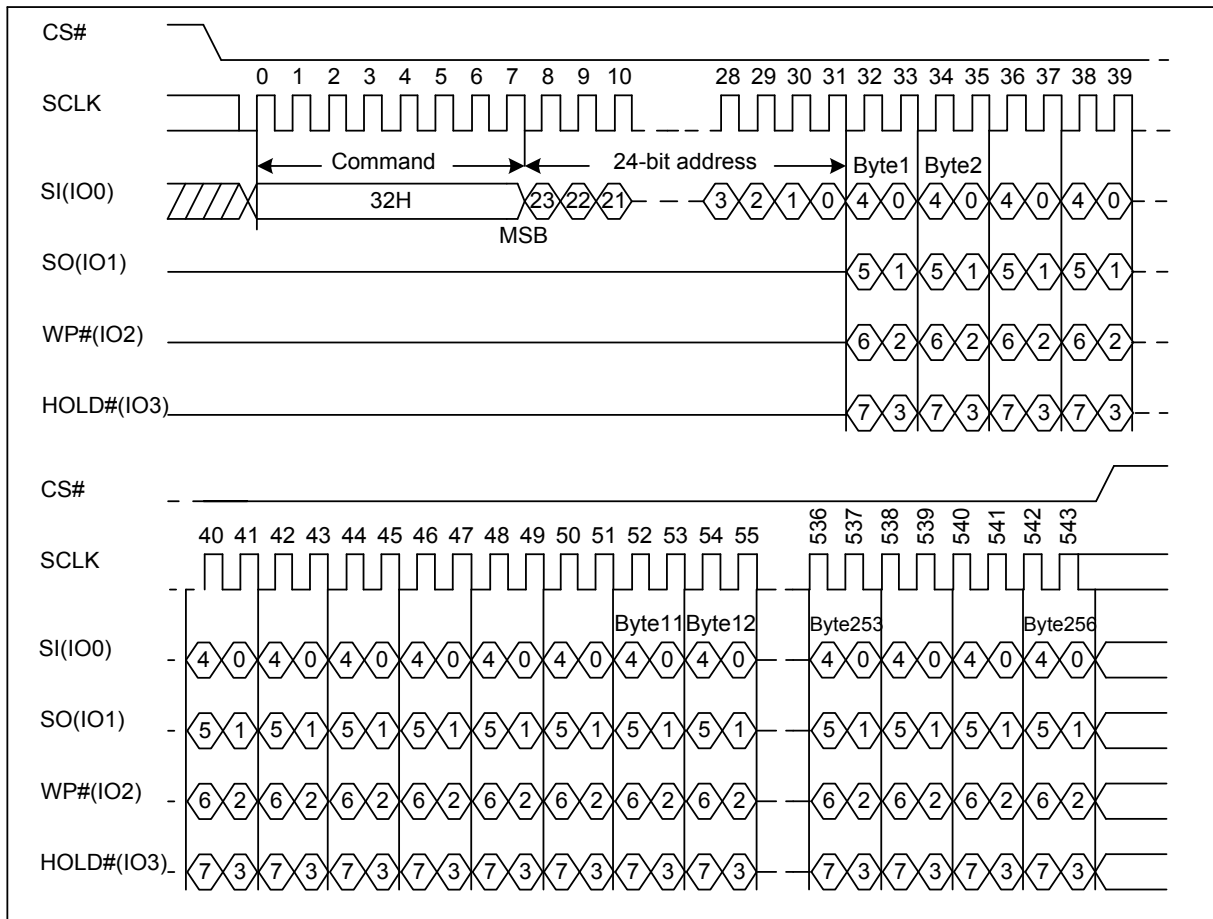 CS#
0 1 2 3 4 5 6 7 8 9 10 28 29 30 31 32 33 34 35 36 37 38 39
SCLK
Command 24-bit address Byte1 Byte2
SI(IO0) 32H 23 22 21 3 2 1 0 4 0 4 0 4 0 4 0
MSB
SO(IO1) 5 1 5 1 5 1 5 1
WP#(IO2) 6 2 6 2 6 2 6 2
HOLD#(IO3) 7 3 7 3 7 3 7 3
CS#
40 41 42 43 44 45 46 47 48 49 50 51 52 53 54 55 536 537 538 539 540 541 542 543
SCLK
Byte11 Byte12 Byte253 Byte256
SI(IO0) 4 0 4 0 4 0 4 0 4 0 4 0 4 0 4 0 4 0 4 0 4 0 4 0
SO(IO1) 5 1 5 1 5 1 5 1 5 1 5 1 5 1 5 1 5 1 5 1 5 1 5 1
WP#(IO2) 6 2 6 2 6 2 6 2 6 2 6 2 6 2 6 2 6 2 6 2 6 2 6 2
HOLD#(IO3) 7 3 7 3 7 3 7 3 7 3 7 3 7 3 7 3 7 3 7 3 7 3 7 3